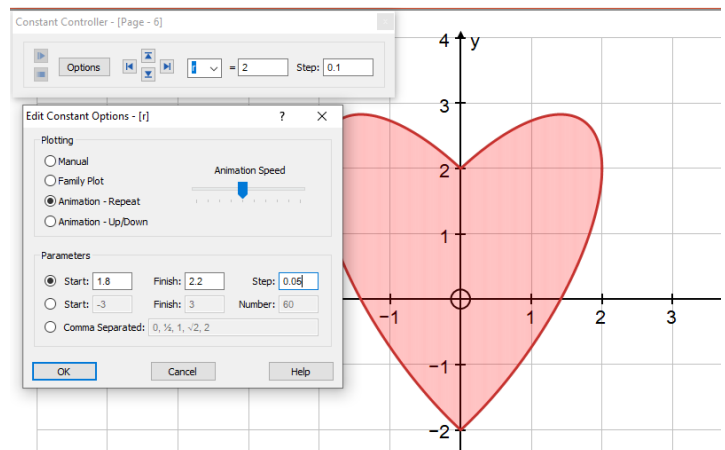 Constant Controller - [Page - 6]
Options r = 2 Step: 0.1
Edit Constant Options - [r] ?
Plotting
Manual
Family Plot
Animation - Repeat
Animation - Up/Down
Animation Speed
Parameters
Start: 1.8 Finish: 2.2 Step: 0.05
Start: -3 Finish: 3 Number: 60
Comma Separated: 0, ½, 1, √2, 2
OK Cancel Help
4 y
3
2
1
−1 1 2 3
−1
−2